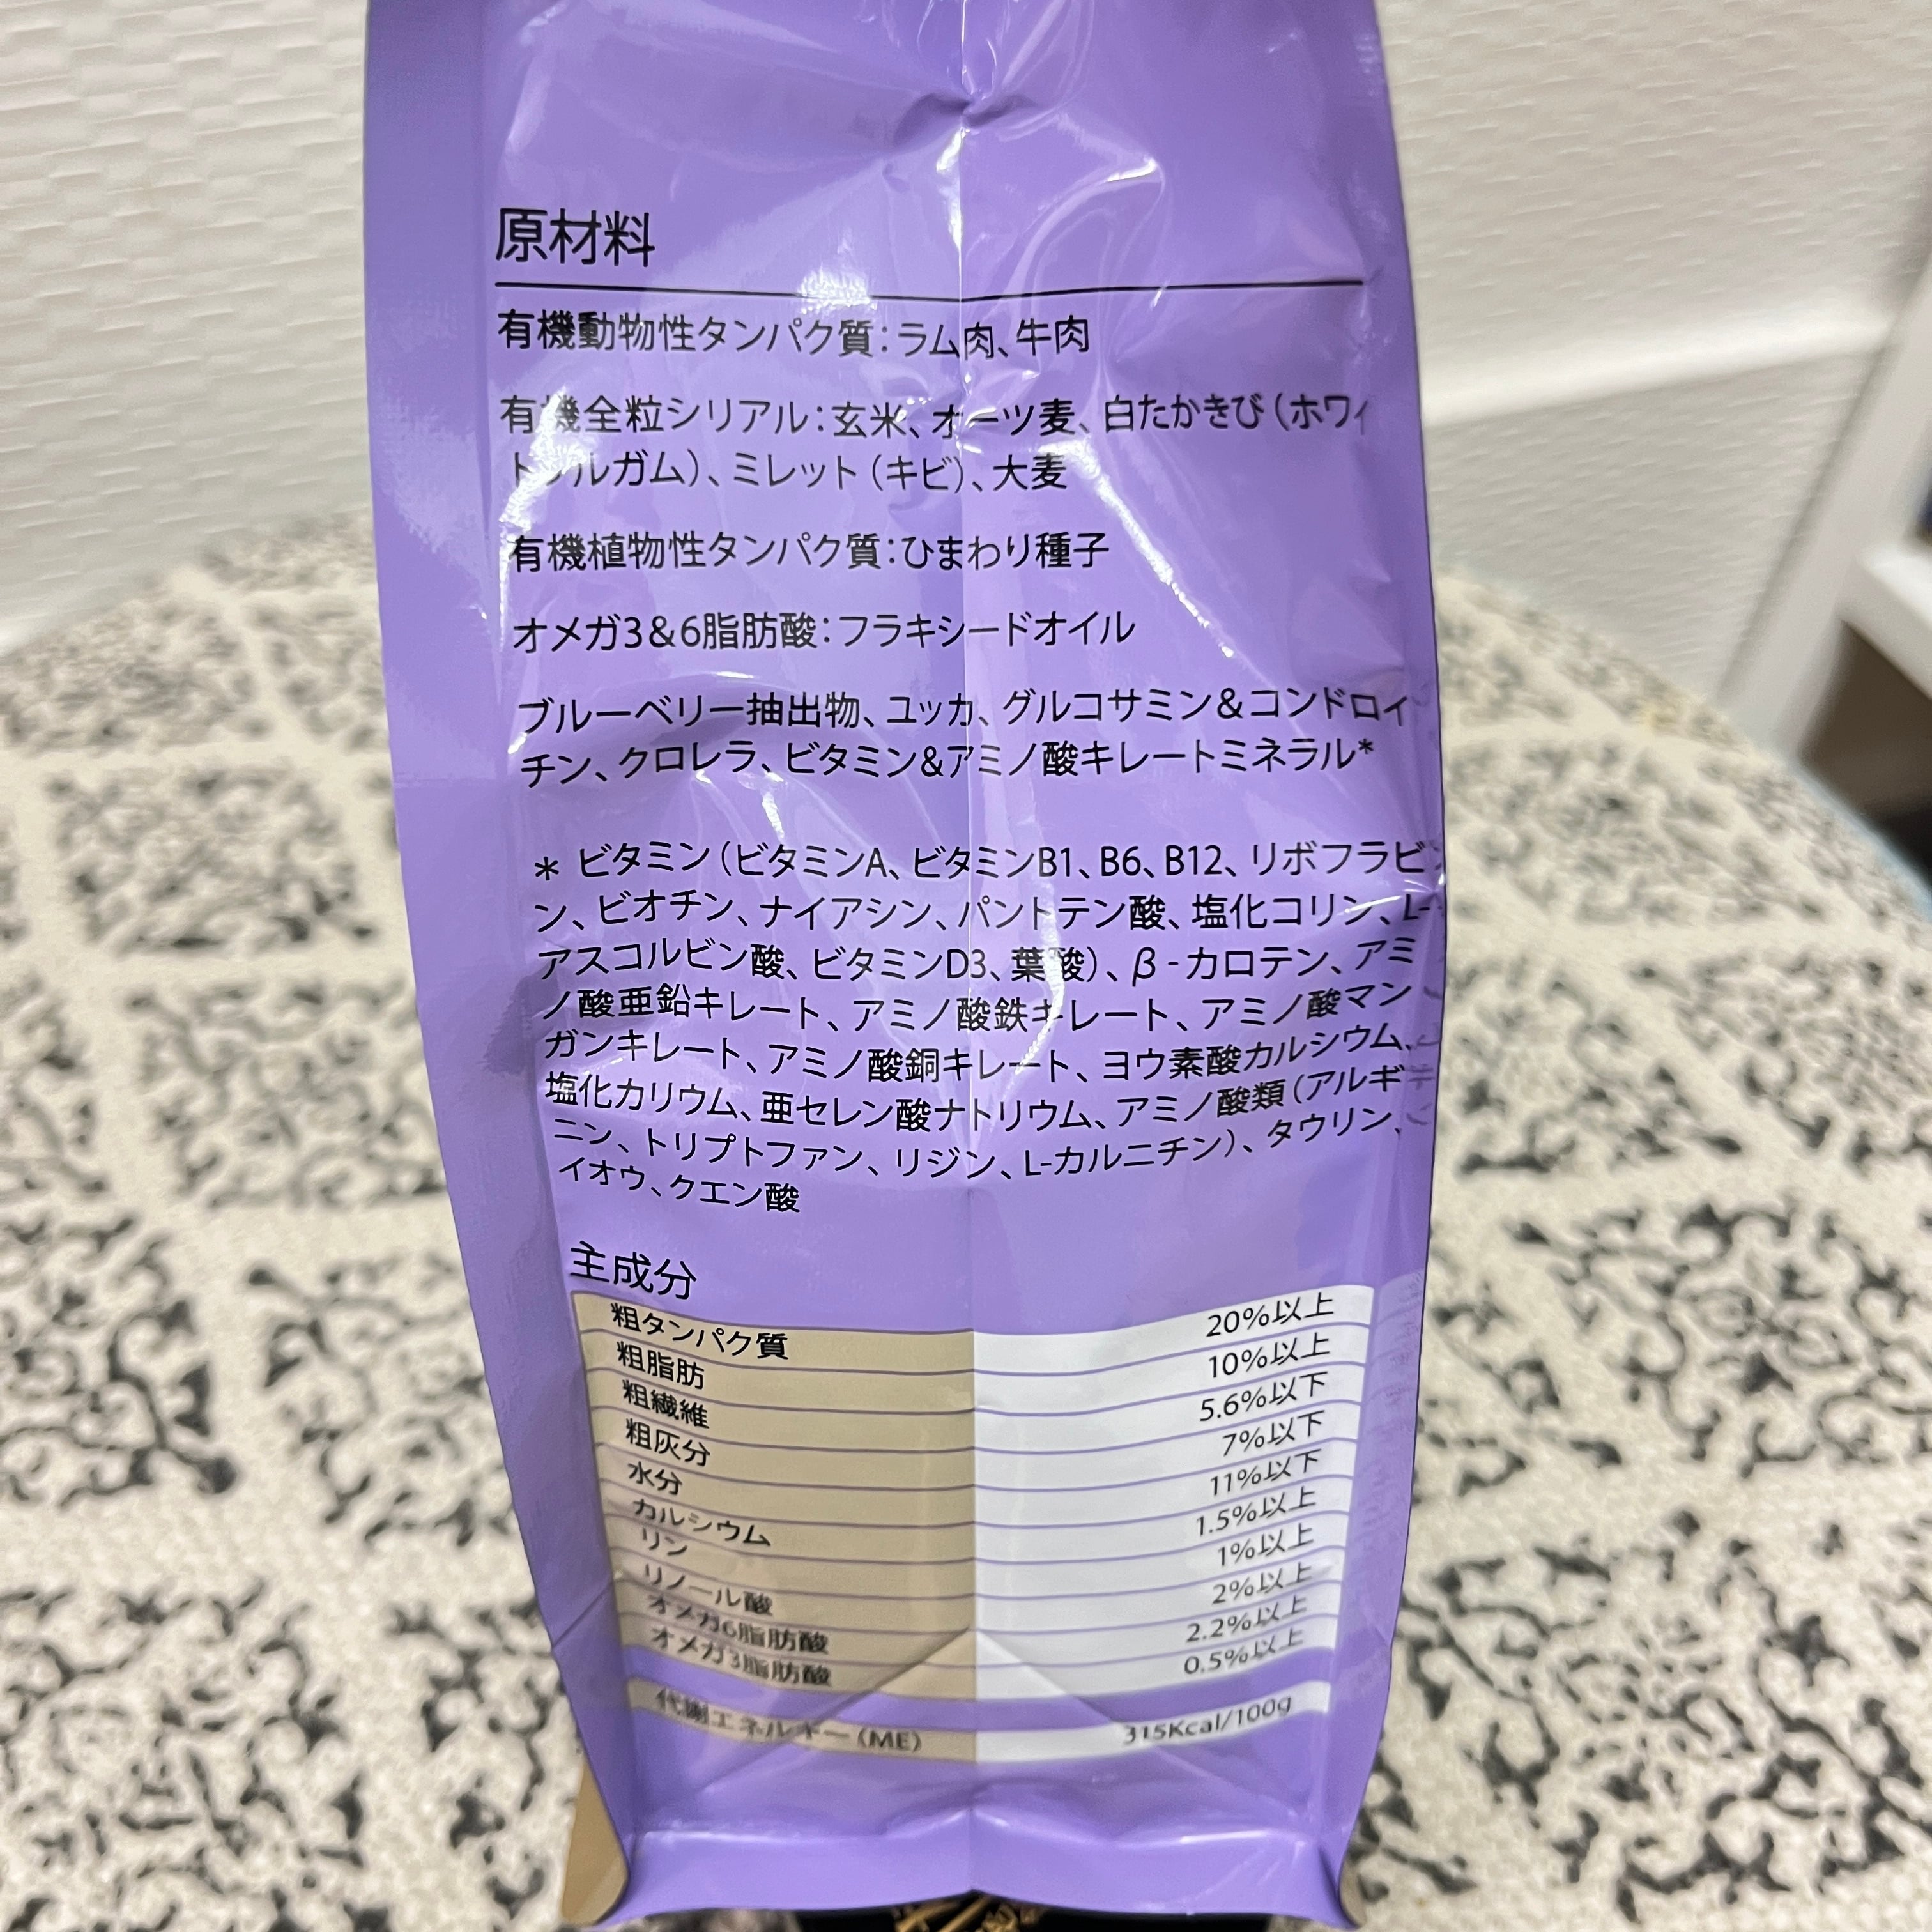 原材料
有機動物性タンパク質：ラム肉、牛肉
有機全粒シリアル：玄米、オーツ麦、白たかきび（ホワイ
トソルガム）、ミレット（キビ）、大麦
有機植物性タンパク質：ひまわり種子
オメガ3＆6脂肪酸：フラキシードオイル
ブルーベリー抽出物、ユッカ、グルコサミン＆コンドロイ
チン、クロレラ、ビタミン&アミノ酸キレートミネラル*
＊ ビタミン（ビタミンA、ビタミンB1、B6、B12、リボフラビ
ン、ビオチン、ナイアシン、パントテン酸、塩化コリン、L-
アスコルビン酸、ビタミンD3、葉酸）、β-カロテン、アミ
ノ酸亜鉛キレート、アミノ酸鉄キレート、アミノ酸マン
ガンキレート、アミノ酸銅キレート、ヨウ素酸カルシウム、
塩化カリウム、亜セレン酸ナトリウム、アミノ酸類（アルギ
ニン、トリプトファン、リジン、L-カルニチン）、タウリン、
イオウ、クエン酸
主成分
粗タンパク質 20%以上
粗脂肪 10%以上
粗繊維 5.6%以下
粗灰分 7%以下
水分 11%以下
カルシウム 1.5%以上
リン 1%以上
リノール酸 2%以上
オメガ6脂肪酸 2.2%以上
オメガ3脂肪酸 0.5%以上
代謝エネルギー（ME） 315Kcal/100g